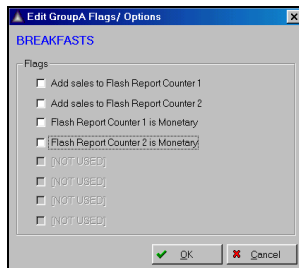 Edit GroupA Flags/ Options
BREAKFASTS
Flags
Add sales to Flash Report Counter 1
Add sales to Flash Report Counter 2
Flash Report Counter 1 is Monetary
Flash Report Counter 2 is Monetary
[NOT USED]
[NOT USED]
[NOT USED]
[NOT USED]
OK
Cancel